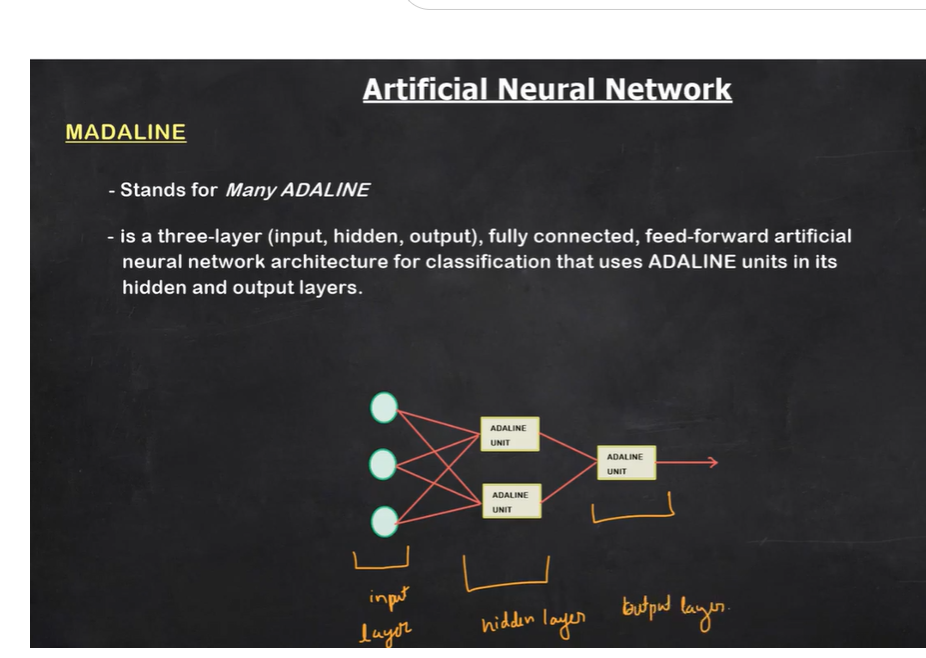 Artificial Neural Network
MADALINE
- Stands for Many ADALINE
- is a three-layer (input, hidden, output), fully connected, feed-forward artificial
neural network architecture for classification that uses ADALINE units in its
hidden and output layers.
ADALINE
UNIT
ADALINE
UNIT
ADALINE
UNIT
input
layer
hidden layer
output layer.